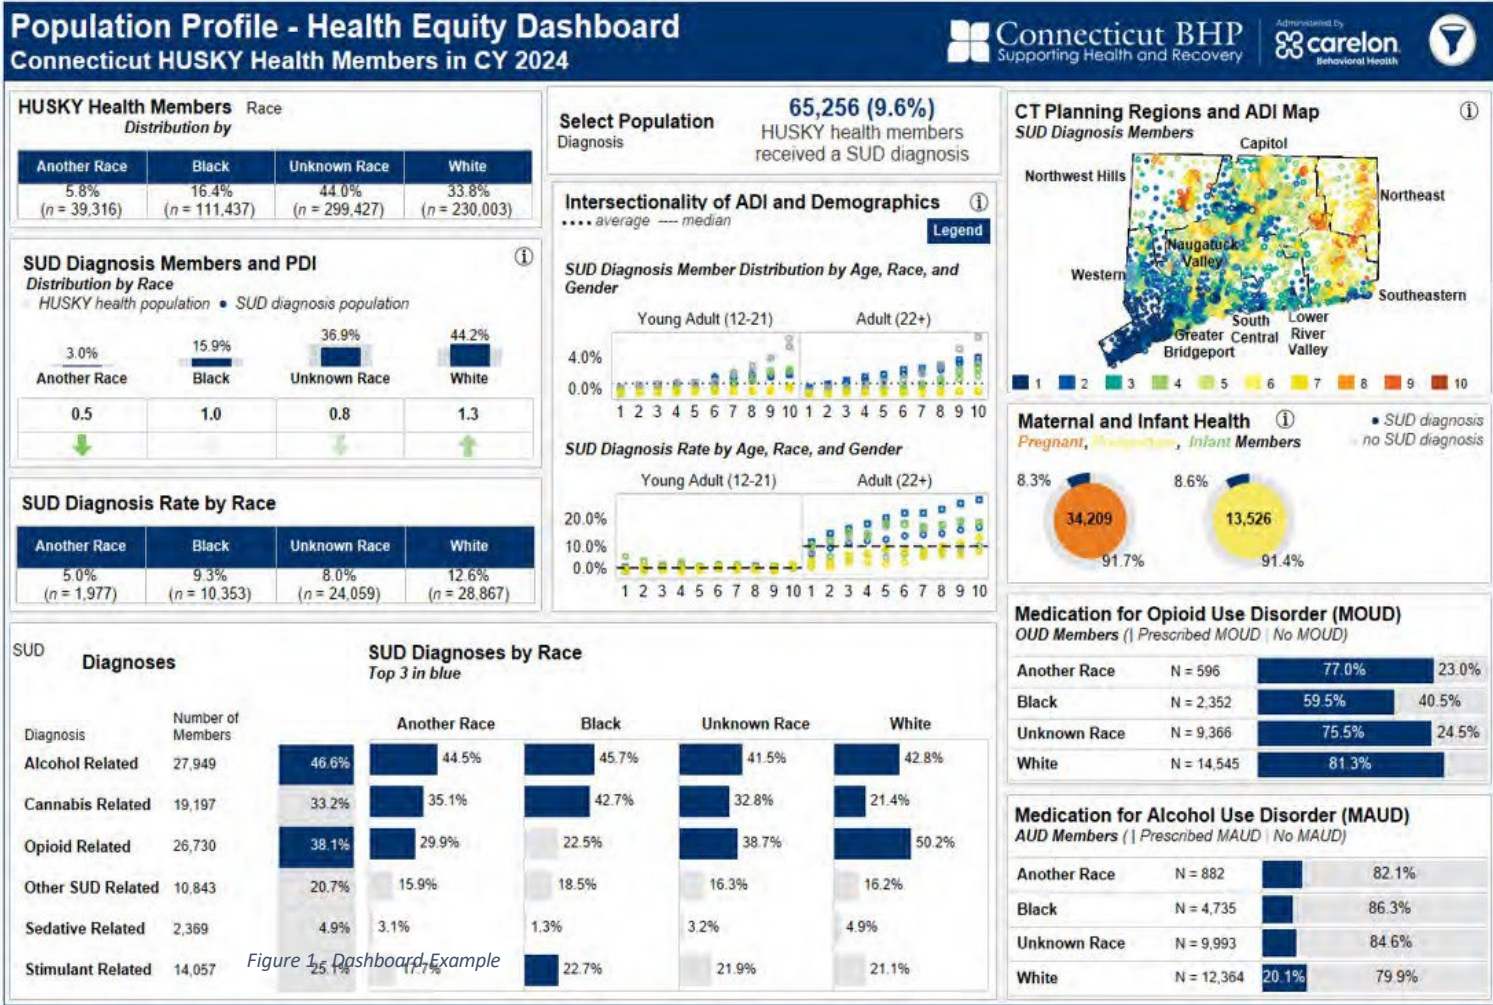 Population Profile - Health Equity Dashboard
Connecticut HUSKY Health Members in CY 2024
Connecticut BHP
Supporting Health and Recovery
Administered by
carelon
Behavioral Health
HUSKY Health Members Race
Distribution by
Another Race Black Unknown Race White
5.8% 16.4% 44.0% 33.8%
(n = 39,316) (n = 111,437) (n = 299,427) (n = 230,003)
SUD Diagnosis Members and PDI
Distribution by Race
HUSKY health population • SUD diagnosis population
3.0% 15.9% 36.9% 44.2%
Another Race Black Unknown Race White
0.5 1.0 0.8 1.3
SUD Diagnosis Rate by Race
Another Race Black Unknown Race White
5.0% 9.3% 8.0% 12.6%
(n = 1,977) (n = 10,353) (n = 24,059) (n = 28,867)
Select Population
Diagnosis
65,256 (9.6%)
HUSKY health members
received a SUD diagnosis
Intersectionality of ADI and Demographics
.... average ---- median
Legend
SUD Diagnosis Member Distribution by Age, Race, and
Gender
Young Adult (12-21) Adult (22+)
4.0%
0.0%
1 2 3 4 5 6 7 8 9 10 1 2 3 4 5 6 7 8 9 10
SUD Diagnosis Rate by Age, Race, and Gender
Young Adult (12-21) Adult (22+)
20.0%
10.0%
0.0%
1 2 3 4 5 6 7 8 9 10 1 2 3 4 5 6 7 8 9 10
CT Planning Regions and ADI Map
SUD Diagnosis Members
Capitol
Northwest Hills
Northeast
Naugatuck
Valley
Western
Southeastern
South
Central
Lower
River
Valley
Greater
Bridgeport
1 2 3 4 5 6 7 8 9 10
Maternal and Infant Health
Pregnant, , Infant Members
• SUD diagnosis
no SUD diagnosis
8.3% 8.6%
34,209 13,526
91.7% 91.4%
Medication for Opioid Use Disorder (MOUD)
OUD Members (| Prescribed MOUD | No MOUD)
Another Race N = 596 77.0% 23.0%
Black N = 2,352 59.5% 40.5%
Unknown Race N = 9,366 75.5% 24.5%
White N = 14,545 81.3%
Medication for Alcohol Use Disorder (MAUD)
AUD Members (| Prescribed MAUD | No MAUD)
Another Race N = 882 82.1%
Black N = 4,735 86.3%
Unknown Race N = 9,993 84.6%
White N = 12,364 20.1% 79.9%
SUD
Diagnoses
SUD Diagnoses by Race
Top 3 in blue
Diagnosis Number of
Members
Another Race Black Unknown Race White
Alcohol Related 27,949 46.6% 44.5% 45.7% 41.5% 42.8%
Cannabis Related 19,197 33.2% 35.1% 42.7% 32.8% 21.4%
Opioid Related 26,730 38.1% 29.9% 22.5% 38.7% 50.2%
Other SUD Related 10,843 20.7% 15.9% 18.5% 16.3% 16.2%
Sedative Related 2,369 4.9% 3.1% 1.3% 3.2% 4.9%
Stimulant Related 14,057 25.1% 17.7% 22.7% 21.9% 21.1%
Figure 1 - Dashboard Example